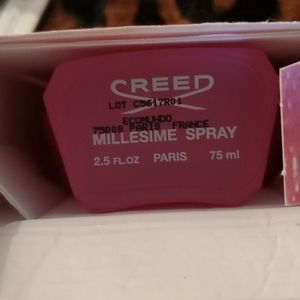 CREED
LOT C5617R01
ECOMUNDO
75008 PARIS FRANCE
MILLESIME SPRAY
2.5 FL.OZ PARIS 75 ml